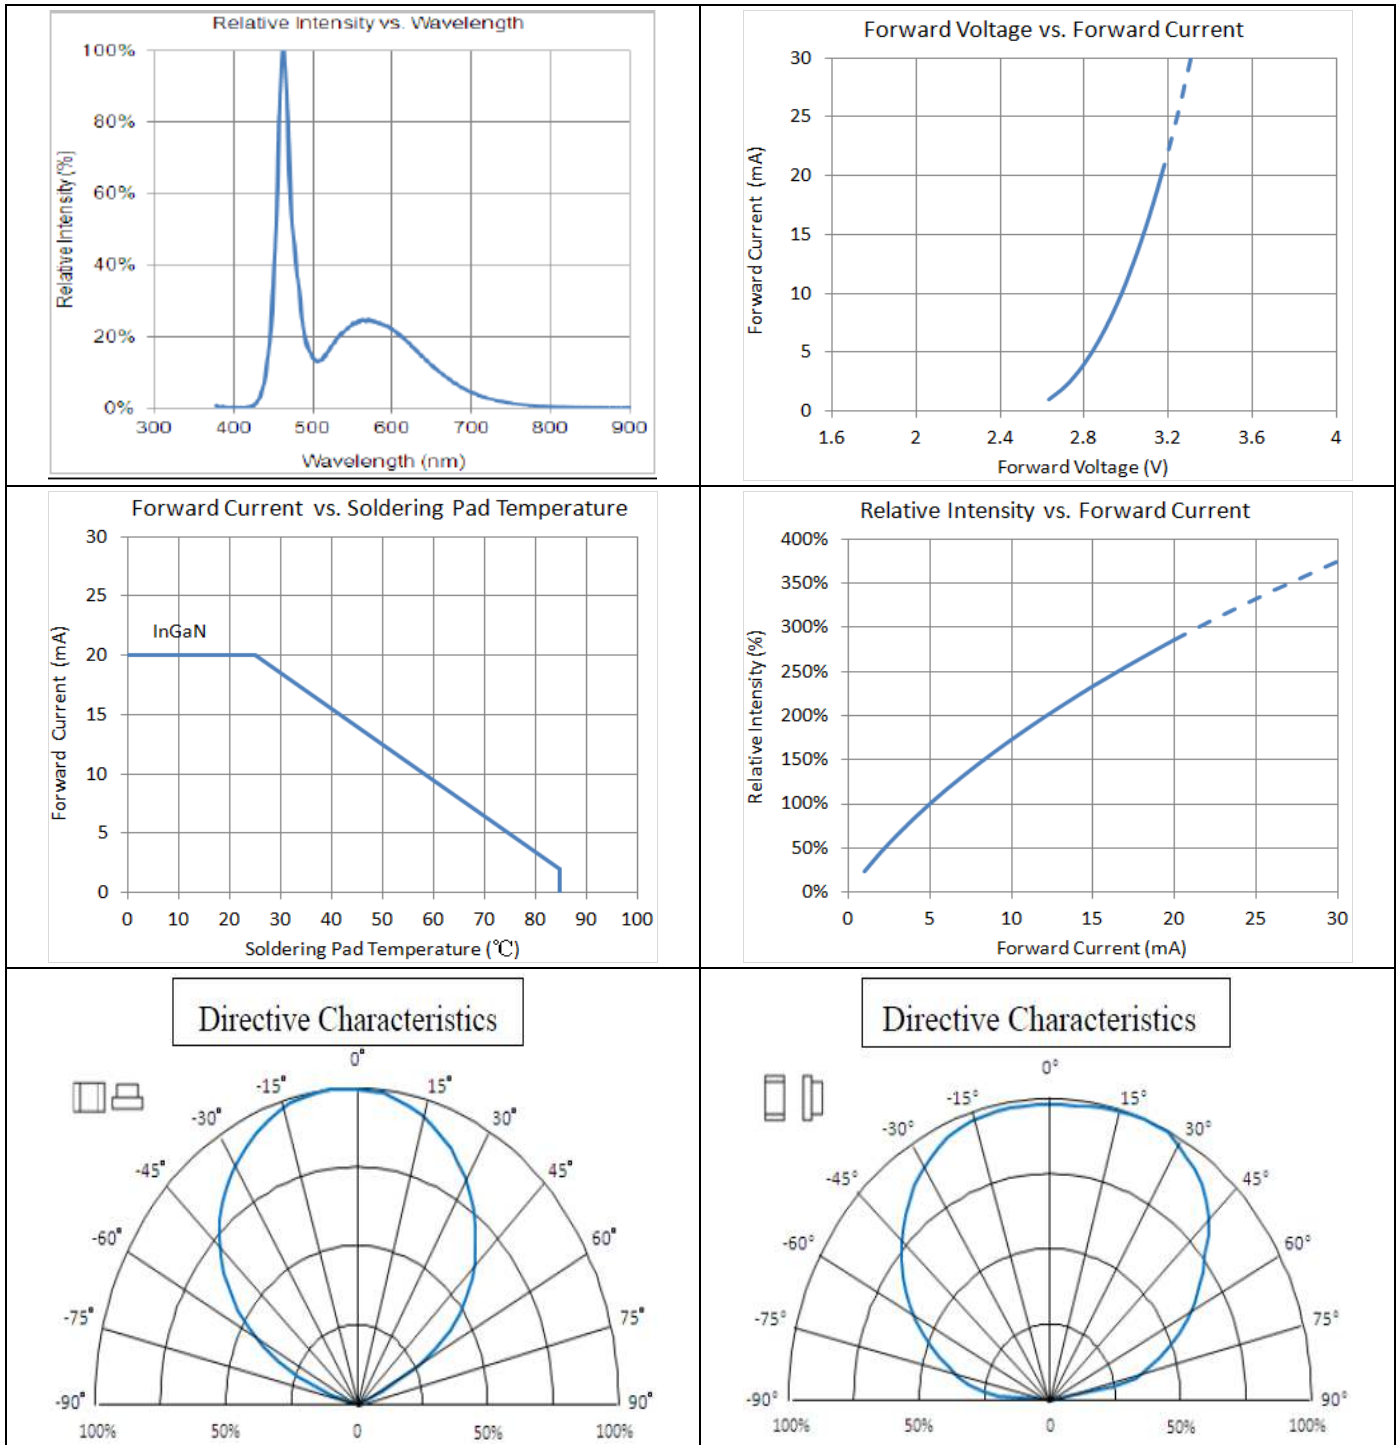 Relative Intensity vs. Wavelength
100%
80%
60%
40%
20%
0%
Relative Intensity (%)
300 400 500 600 700 800 900
Wavelength (nm)
Forward Voltage vs. Forward Current
30
25
20
15
10
5
0
Forward Current (mA)
1.6 2 2.4 2.8 3.2 3.6 4
Forward Voltage (V)
Forward Current vs. Soldering Pad Temperature
30
25
20
15
10
5
0
Forward Current (mA)
InGaN
0 10 20 30 40 50 60 70 80 90 100
Soldering Pad Temperature (℃)
Relative Intensity vs. Forward Current
400%
350%
300%
250%
200%
150%
100%
50%
0%
Relative Intensity (%)
0 5 10 15 20 25 30
Forward Current (mA)
Directive Characteristics
0°
-15° 15°
-30° 30°
-45° 45°
-60° 60°
-75° 75°
-90° 90°
100% 50% 0 50% 100%
Directive Characteristics
0°
-15° 15°
-30° 30°
-45° 45°
-60° 60°
-75° 75°
-90° 90°
100% 50% 0 50% 100%